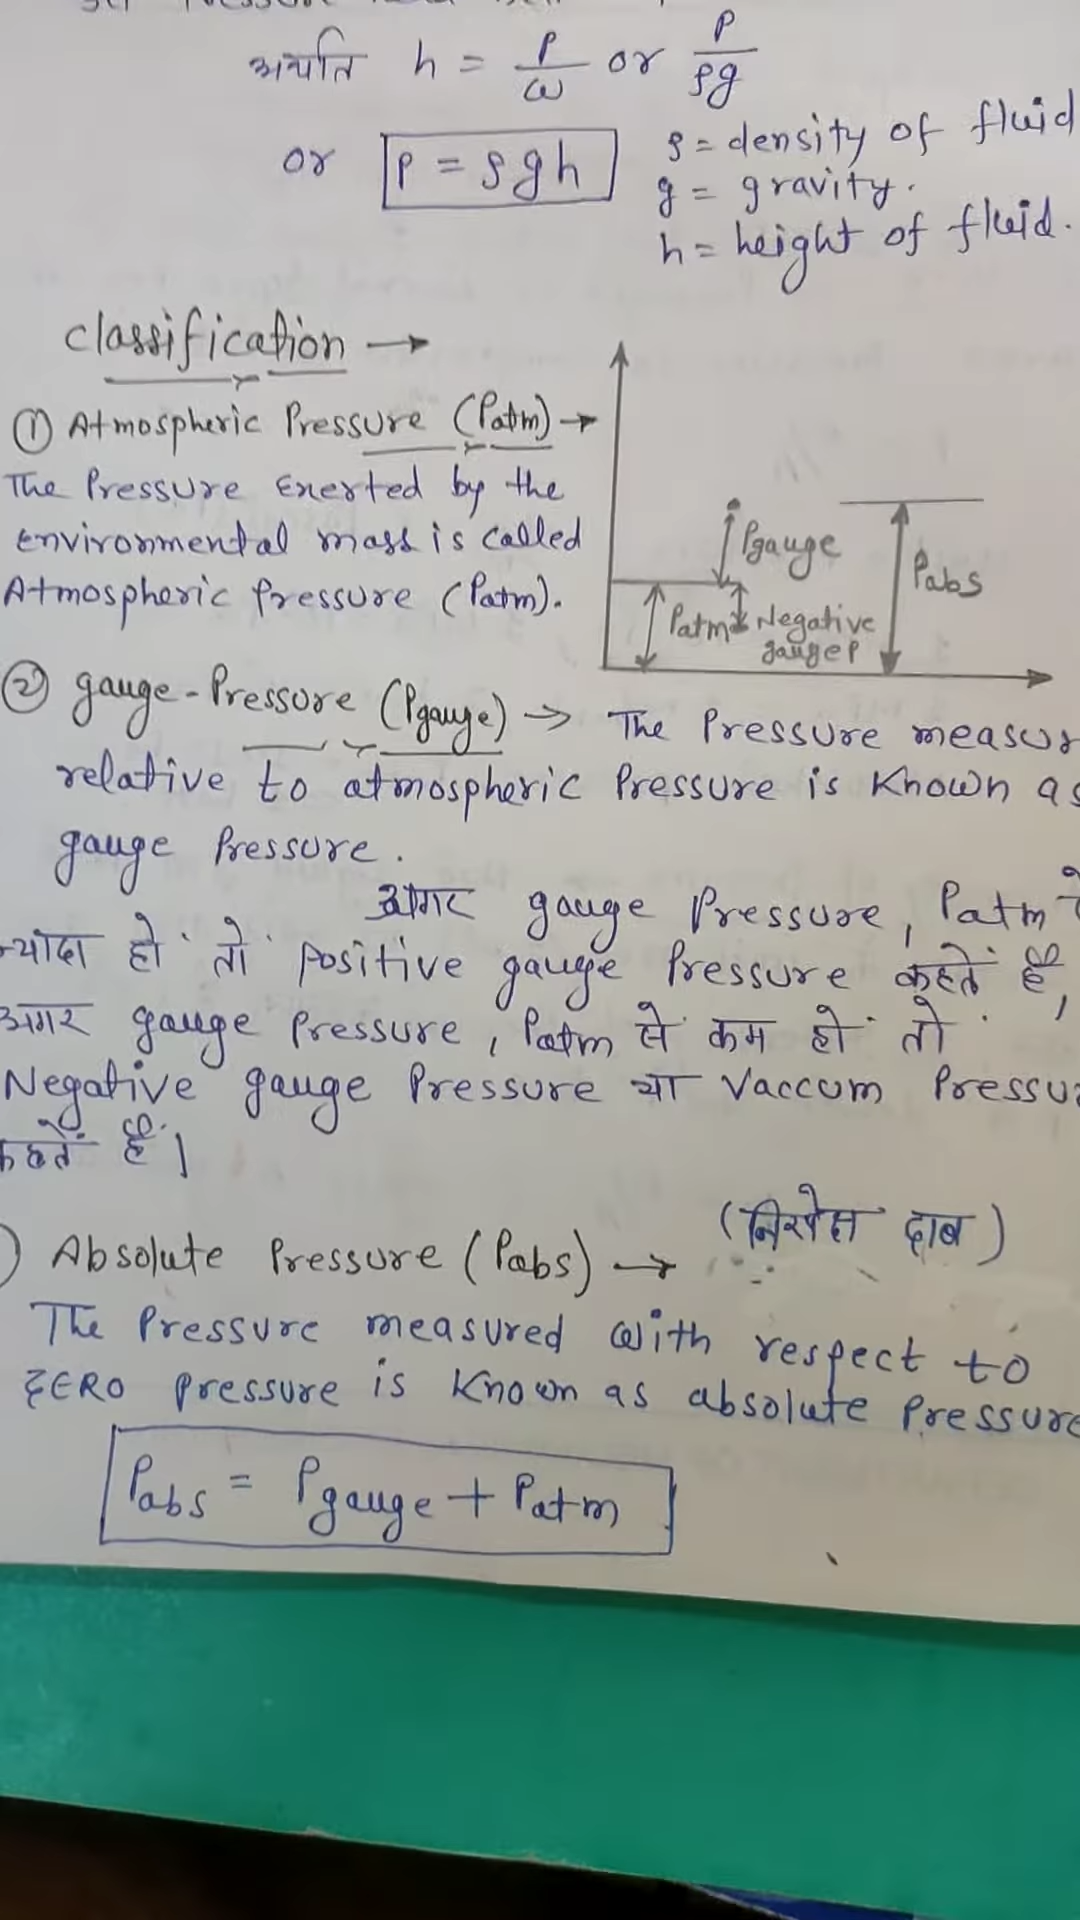 अर्थात h = P/ω or P/ρg
or P = ρgh
ρ = density of fluid
g = gravity.
h = height of fluid.
classification →
① Atmospheric Pressure (Patm) →
The Pressure Exerted by the
environmental mass is called
Atmospheric Pressure (Patm).
Pgauge
Pabs
Patm
Negative
gauge P
② gauge-Pressure (Pgauge) → The Pressure measur
relative to atmospheric Pressure is Known as
gauge Pressure.
अगर gauge Pressure, Patm
हो तो positive gauge Pressure कहते हैं,
अगर gauge Pressure, Patm से कम हो तो
Negative gauge Pressure या Vaccum Pressu
कहतें हैं।
(निरपेक्ष दाब)
Absolute Pressure (Pabs) →
The Pressure measured with respect to
ZERO pressure is Known as absolute Pressure
Pabs = Pgauge + Patm